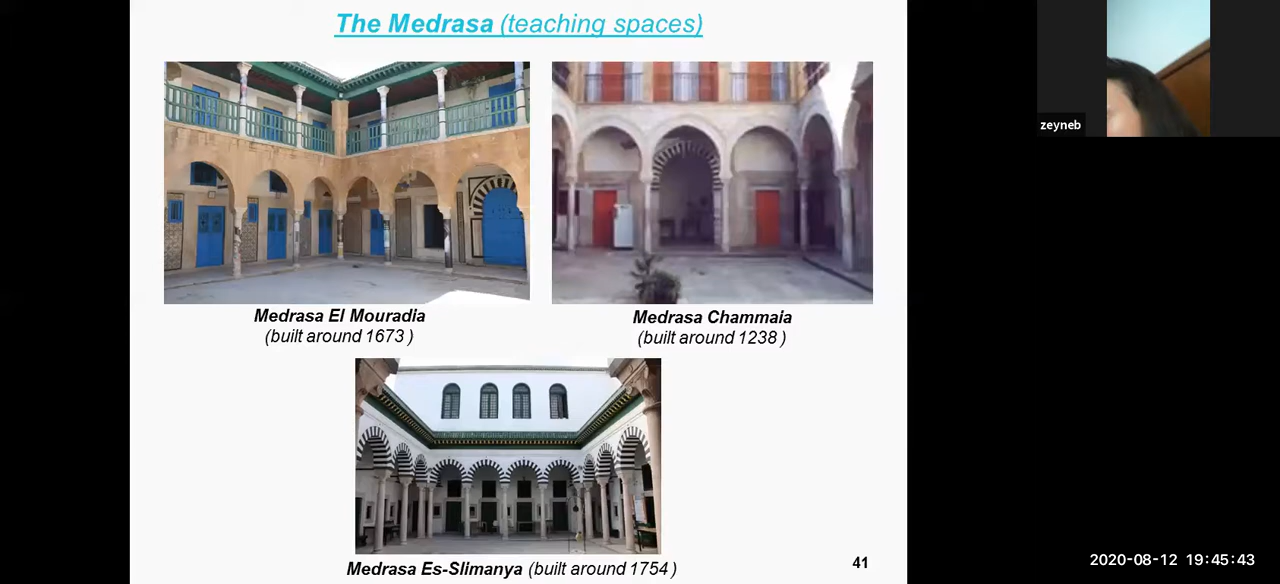 The Medrasa (teaching spaces)
zeyneb
Medrasa El Mouradia
(built around 1673 )
Medrasa Chammaia
(built around 1238 )
Medrasa Es-Slimanya (built around 1754 )
41
2020-08-12 19:45:43